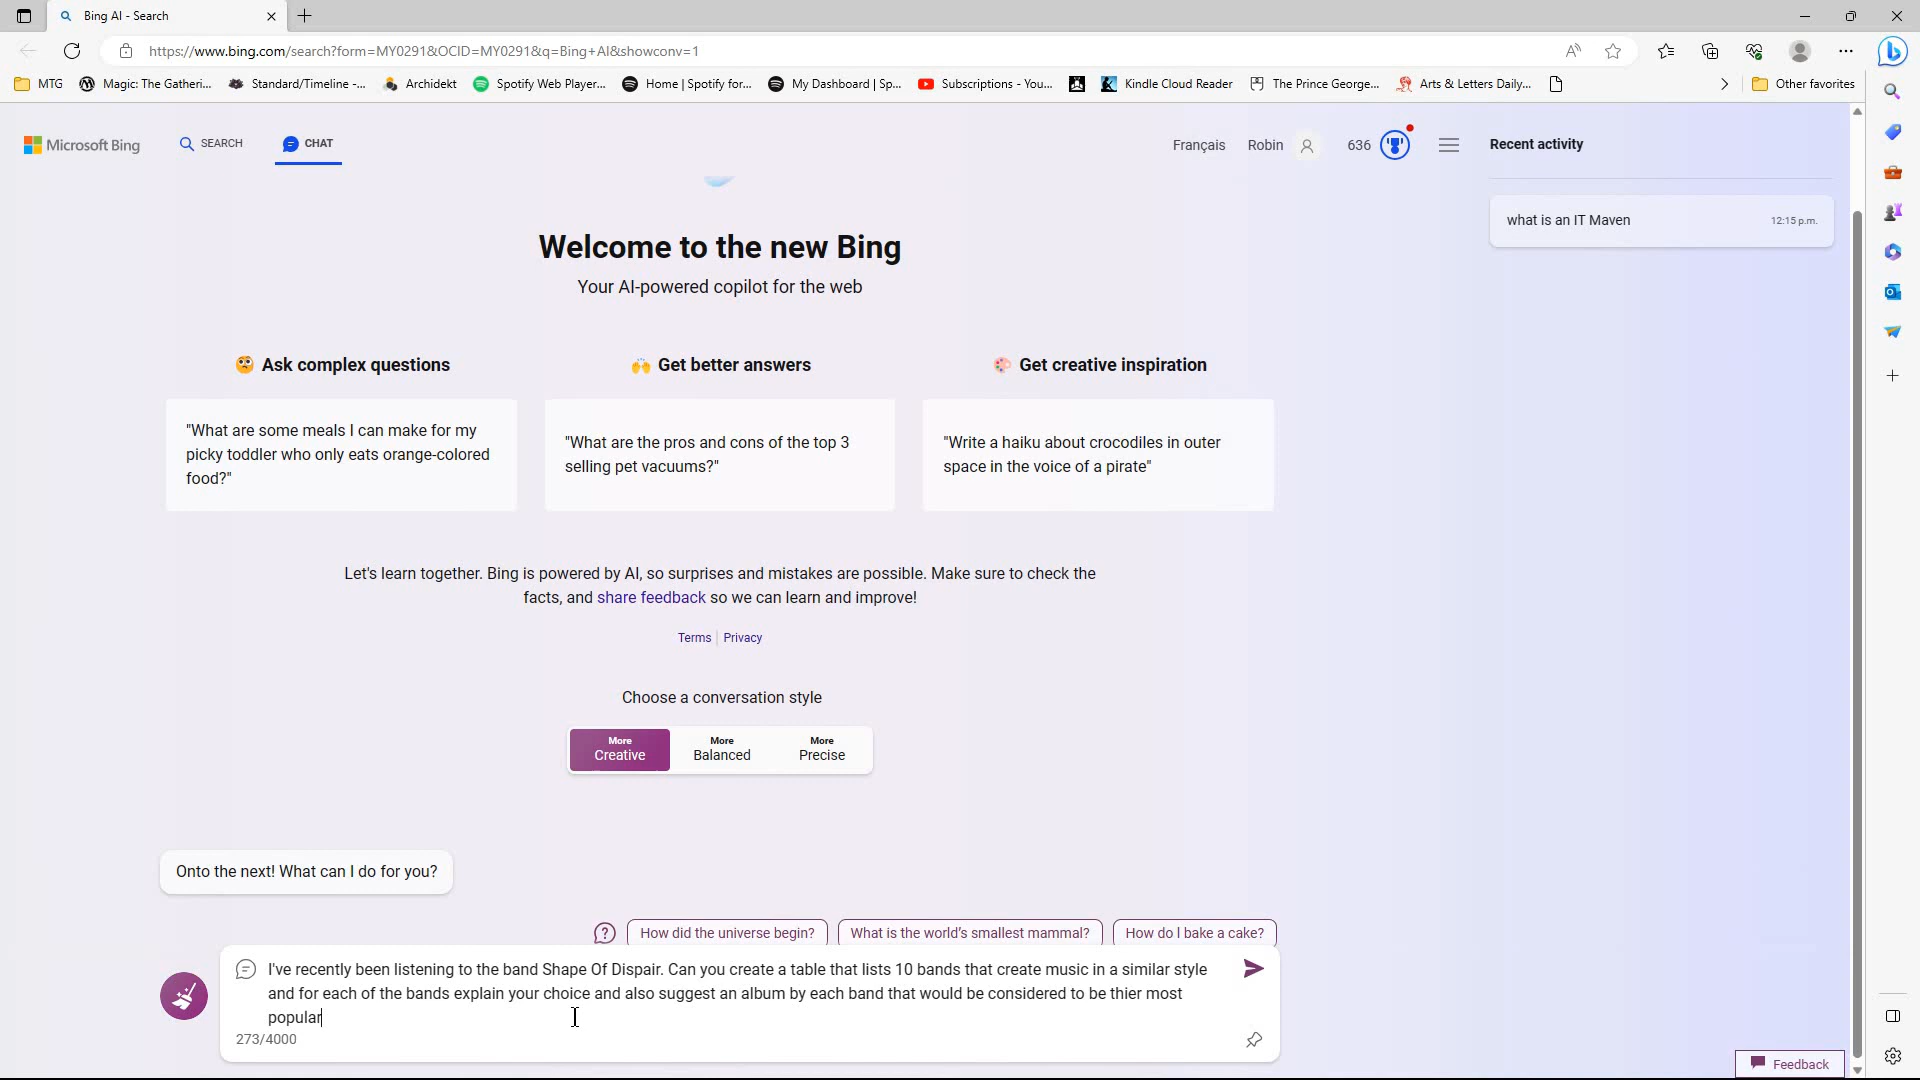 Bing AI - Search
https://www.bing.com/search?form=MY0291&OCID=MY0291&q=Bing+AI&showconv=1
MTG
Magic: The Gatheri...
Standard/Timeline -...
Archidekt
Spotify Web Player...
Home | Spotify for...
My Dashboard | Sp...
Subscriptions - You...
Kindle Cloud Reader
The Prince George...
Arts & Letters Daily...
Other favorites
Microsoft Bing
SEARCH
CHAT
Français
Robin
636
Recent activity
what is an IT Maven
12:15 p.m.
Welcome to the new Bing
Your AI-powered copilot for the web
Ask complex questions
"What are some meals I can make for my
picky toddler who only eats orange-colored
food?"
Get better answers
"What are the pros and cons of the top 3
selling pet vacuums?"
Get creative inspiration
"Write a haiku about crocodiles in outer
space in the voice of a pirate"
Let's learn together. Bing is powered by AI, so surprises and mistakes are possible. Make sure to check the
facts, and share feedback so we can learn and improve!
Terms | Privacy
Choose a conversation style
More
Creative
More
Balanced
More
Precise
Onto the next! What can I do for you?
How did the universe begin?
What is the world's smallest mammal?
How do I bake a cake?
I've recently been listening to the band Shape Of Dispair. Can you create a table that lists 10 bands that create music in a similar style
and for each of the bands explain your choice and also suggest an album by each band that would be considered to be thier most
popular
273/4000
Feedback